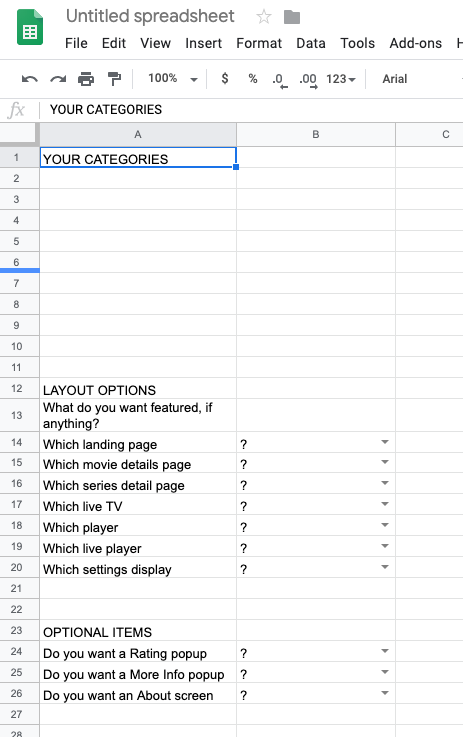 Untitled spreadsheet
File Edit View Insert Format Data Tools Add-ons
100% $ % .0 .00 123 Arial
fx YOUR CATEGORIES
A B C
1 YOUR CATEGORIES
2
3
4
5
6
7
8
9
10
11
12 LAYOUT OPTIONS
What do you want featured, if
13 anything?
14 Which landing page ?
15 Which movie details page ?
16 Which series detail page ?
17 Which live TV ?
18 Which player ?
19 Which live player ?
20 Which settings display ?
21
22
23 OPTIONAL ITEMS
24 Do you want a Rating popup ?
25 Do you want a More Info popup ?
26 Do you want an About screen ?
27
28